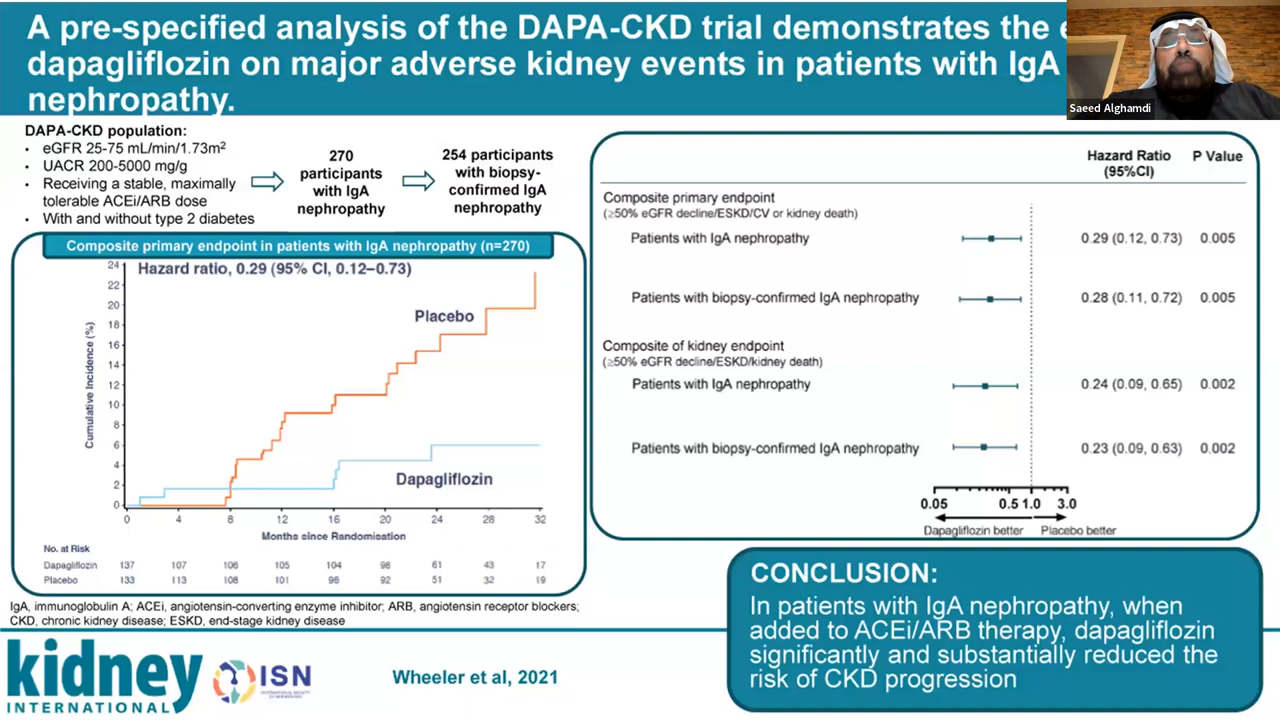 A pre-specified analysis of the DAPA-CKD trial demonstrates the
dapagliflozin on major adverse kidney events in patients with IgA
nephropathy.
Saeed Alghamdi
DAPA-CKD population:
• eGFR 25-75 mL/min/1.73m²
• UACR 200-5000 mg/g
• Receiving a stable, maximally
tolerable ACEi/ARB dose
• With and without type 2 diabetes
270
participants
with IgA
nephropathy
254 participants
with biopsy-
confirmed IgA
nephropathy
Composite primary endpoint in patients with IgA nephropathy (n=270)
Hazard ratio, 0.29 (95% CI, 0.12–0.73)
Cumulative Incidence (%)
24
22
20
18
16
14
12
10
8
6
4
2
0
Placebo
Dapagliflozin
0 4 8 12 16 20 24 28 32
Months since Randomisation
No. at Risk
Dapagliflozin 137 107 106 105 104 98 61 43 17
Placebo 133 113 108 101 96 92 51 32 19
IgA, immunoglobulin A; ACEi, angiotensin-converting enzyme inhibitor; ARB, angiotensin receptor blockers;
CKD, chronic kidney disease; ESKD, end-stage kidney disease
Hazard Ratio P Value
(95%CI)
Composite primary endpoint
(≥50% eGFR decline/ESKD/CV or kidney death)
Patients with IgA nephropathy 0.29 (0.12, 0.73) 0.005
Patients with biopsy-confirmed IgA nephropathy 0.28 (0.11, 0.72) 0.005
Composite of kidney endpoint
(≥50% eGFR decline/ESKD/kidney death)
Patients with IgA nephropathy 0.24 (0.09, 0.65) 0.002
Patients with biopsy-confirmed IgA nephropathy 0.23 (0.09, 0.63) 0.002
0.05 0.5 1.0 3.0
Dapagliflozin better Placebo better
CONCLUSION:
In patients with IgA nephropathy, when
added to ACEi/ARB therapy, dapagliflozin
significantly and substantially reduced the
risk of CKD progression
kidney
INTERNATIONAL
ISN
Wheeler et al, 2021